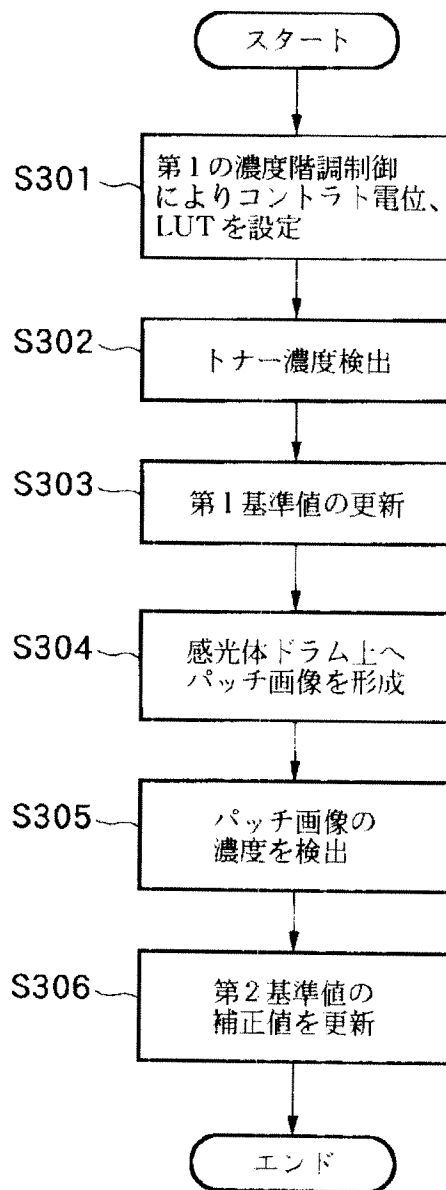 スタート
S301
第1の濃度階調制御
によりコントラト電位、
LUTを設定
S302
トナー濃度検出
S303
第1基準値の更新
S304
感光体ドラム上へ
パッチ画像を形成
S305
パッチ画像の
濃度を検出
S306
第2基準値の
補正値を更新
エンド